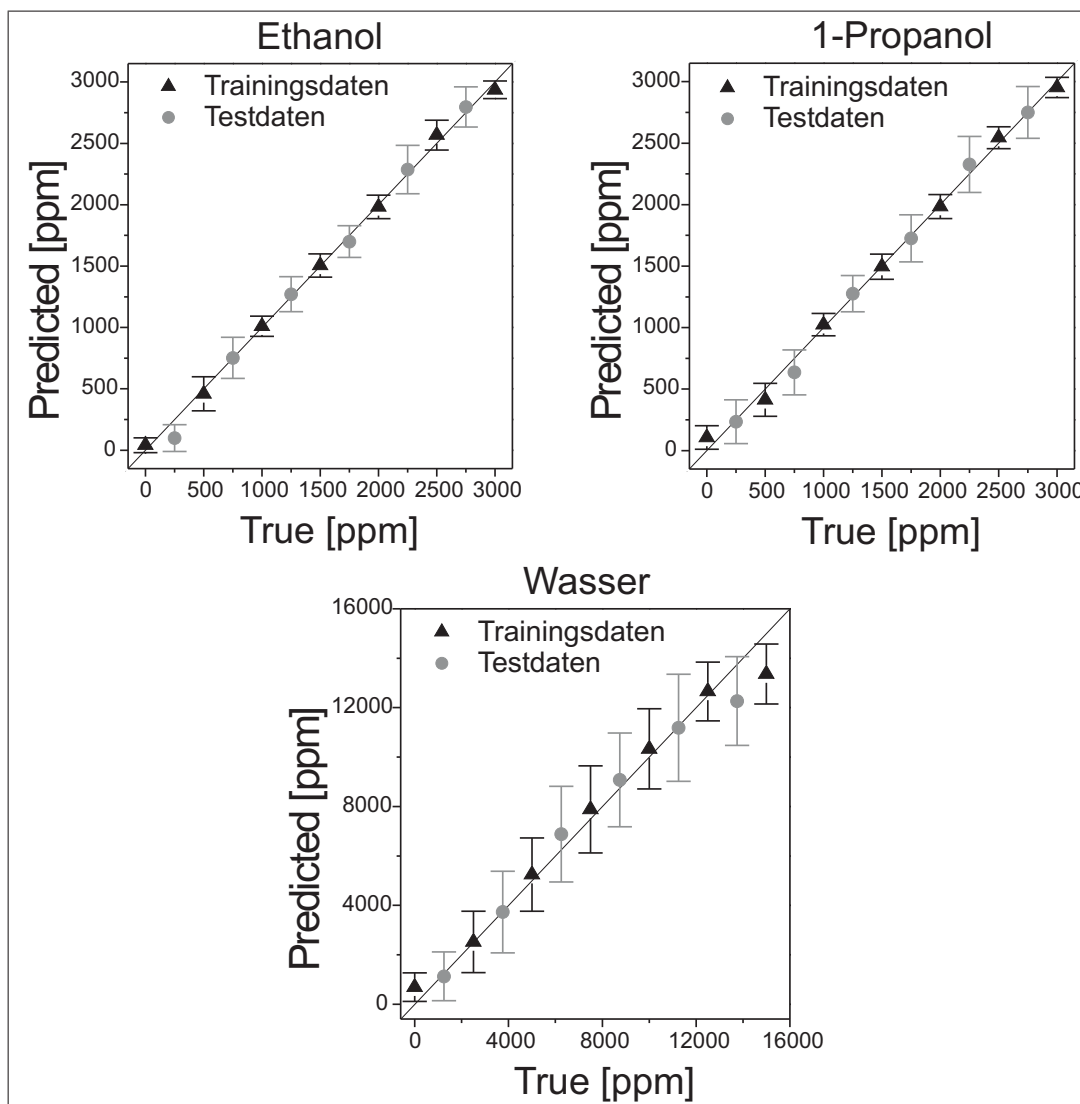 Ethanol
Trainingsdaten
Testdaten
3000
2500
2000
1500
1000
500
0
Predicted [ppm]
0 500 1000 1500 2000 2500 3000
True [ppm]
1-Propanol
Trainingsdaten
Testdaten
3000
2500
2000
1500
1000
500
0
Predicted [ppm]
0 500 1000 1500 2000 2500 3000
True [ppm]
Wasser
Trainingsdaten
Testdaten
16000
12000
8000
4000
0
Predicted [ppm]
0 4000 8000 12000 16000
True [ppm]